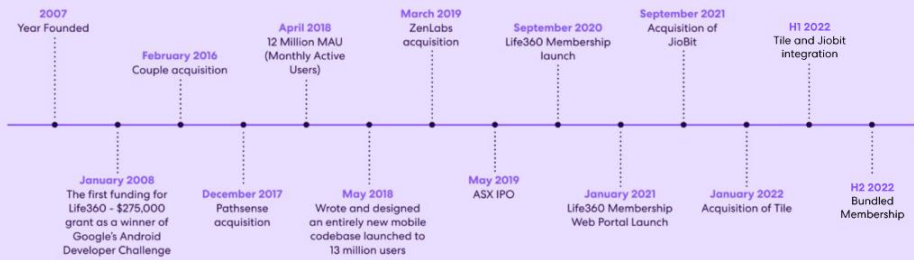 2007
Year Founded
January 2008
The first funding for
Life360 - $275,000
grant as a winner of
Google's Android
Developer Challenge
February 2016
Couple acquisition
December 2017
Pathsense
acquisition
April 2018
12 Million MAU
(Monthly Active
Users)
May 2018
Wrote and designed
an entirely new mobile
codebase launched to
13 million users
March 2019
ZenLabs
acquisition
May 2019
ASX IPO
September 2020
Life360 Membership
launch
January 2021
Life360 Membership
Web Portal Launch
September 2021
Acquisition of
JioBit
January 2022
Acquisition of Tile
H1 2022
Tile and Jiobit
integration
H2 2022
Bundled
Membership